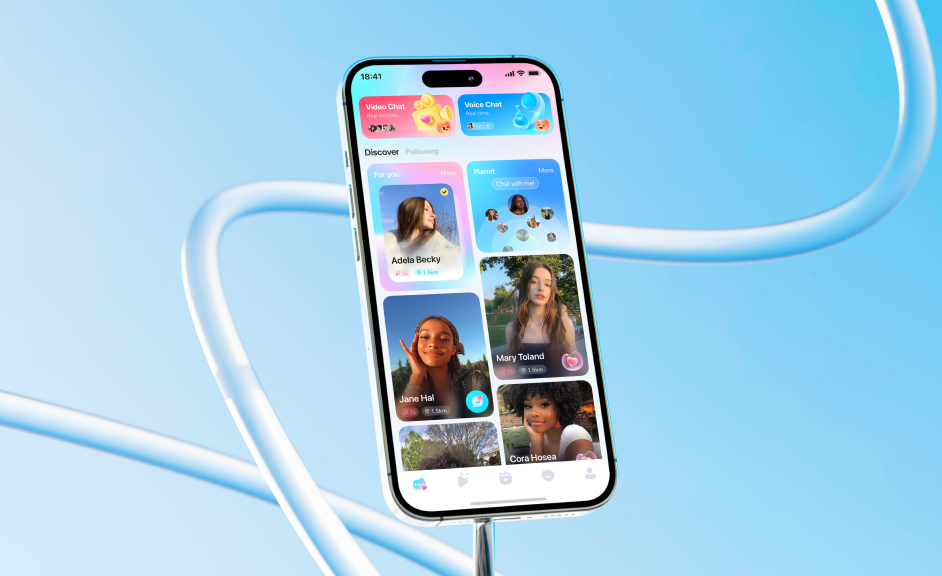 18:41
Video Chat
Real person.
Voice Chat
Real time.
Discover
Following
For you
More
Planet
More
Chat with me!
Adela Becky
24
1.5km
Mary Toland
24
1.5km
Jane Hal
24
1.5km
Cora Hosea